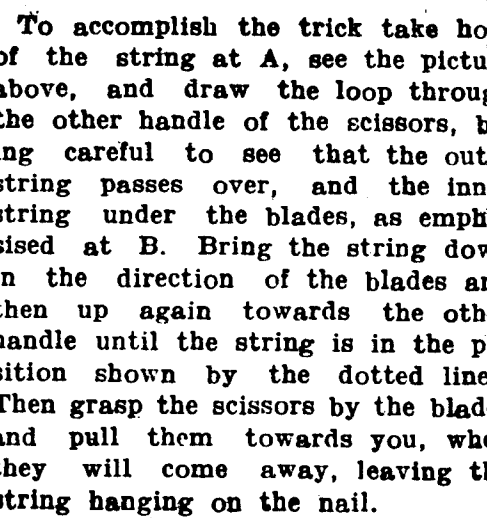 To accomplish the trick take ho
of the string at A, see the pictu
above, and draw the loop throug
the other handle of the scissors, b
ng careful to see that the out
string passes over, and the inn
string under the blades, as emph
sised at B. Bring the string dow
n the direction of the blades an
then up again towards the oth
handle until the string is in the p
sition shown by the dotted line
Then grasp the scissors by the blad
and pull them towards you, whe
they will come away, leaving th
string hanging on the nail.